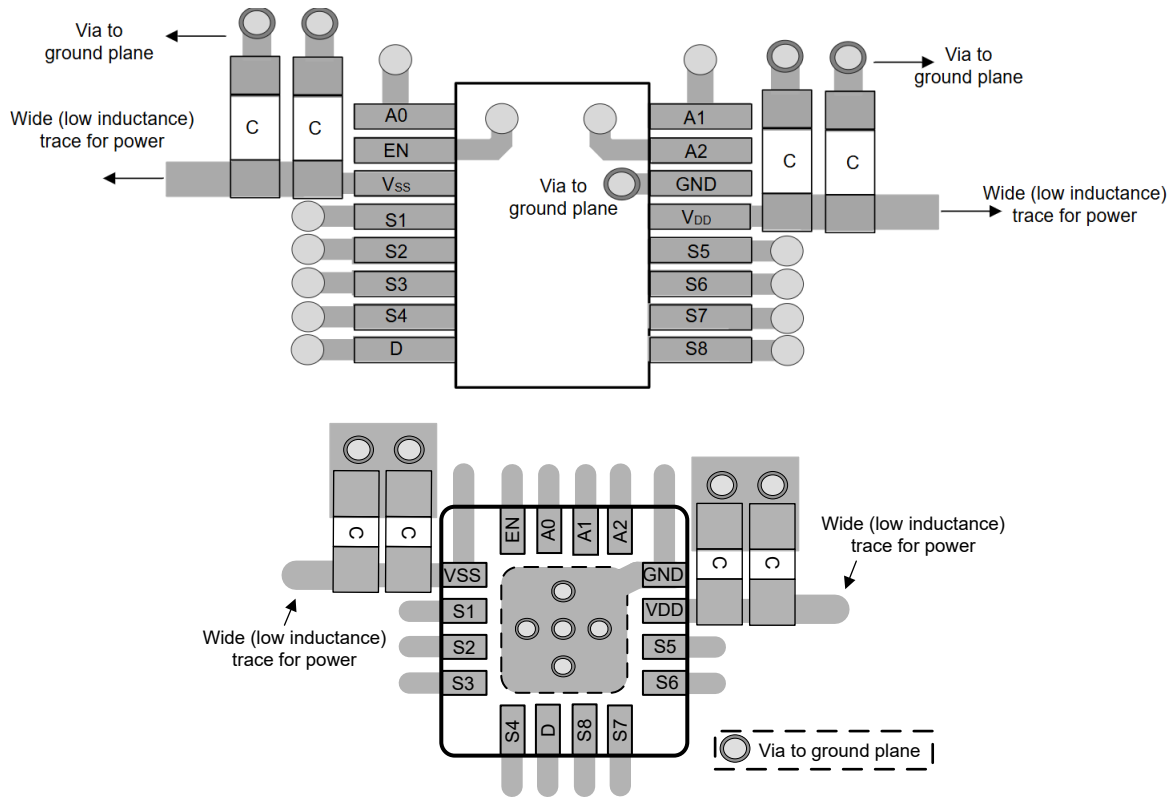 Via to
ground plane
Wide (low inductance)
trace for power
C
C
A0
EN
VSS
S1
S2
S3
S4
D
Via to
ground plane
A1
A2
GND
VDD
S5
S6
S7
S8
C
C
Via to
ground plane
Wide (low inductance)
trace for power
C
C
Wide (low inductance)
trace for power
EN
A0
A1
A2
VSS
S1
S2
S3
GND
VDD
S5
S6
S4
D
S8
S7
C
C
Wide (low inductance)
trace for power
Via to ground plane